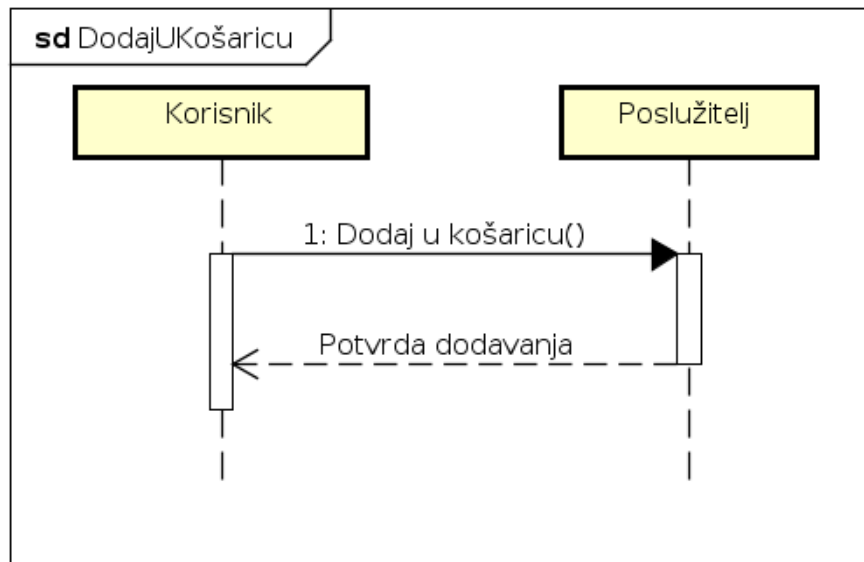 sd DodajUKošaricu
Korisnik
Poslužitelj
1: Dodaj u košaricu()
Potvrda dodavanja